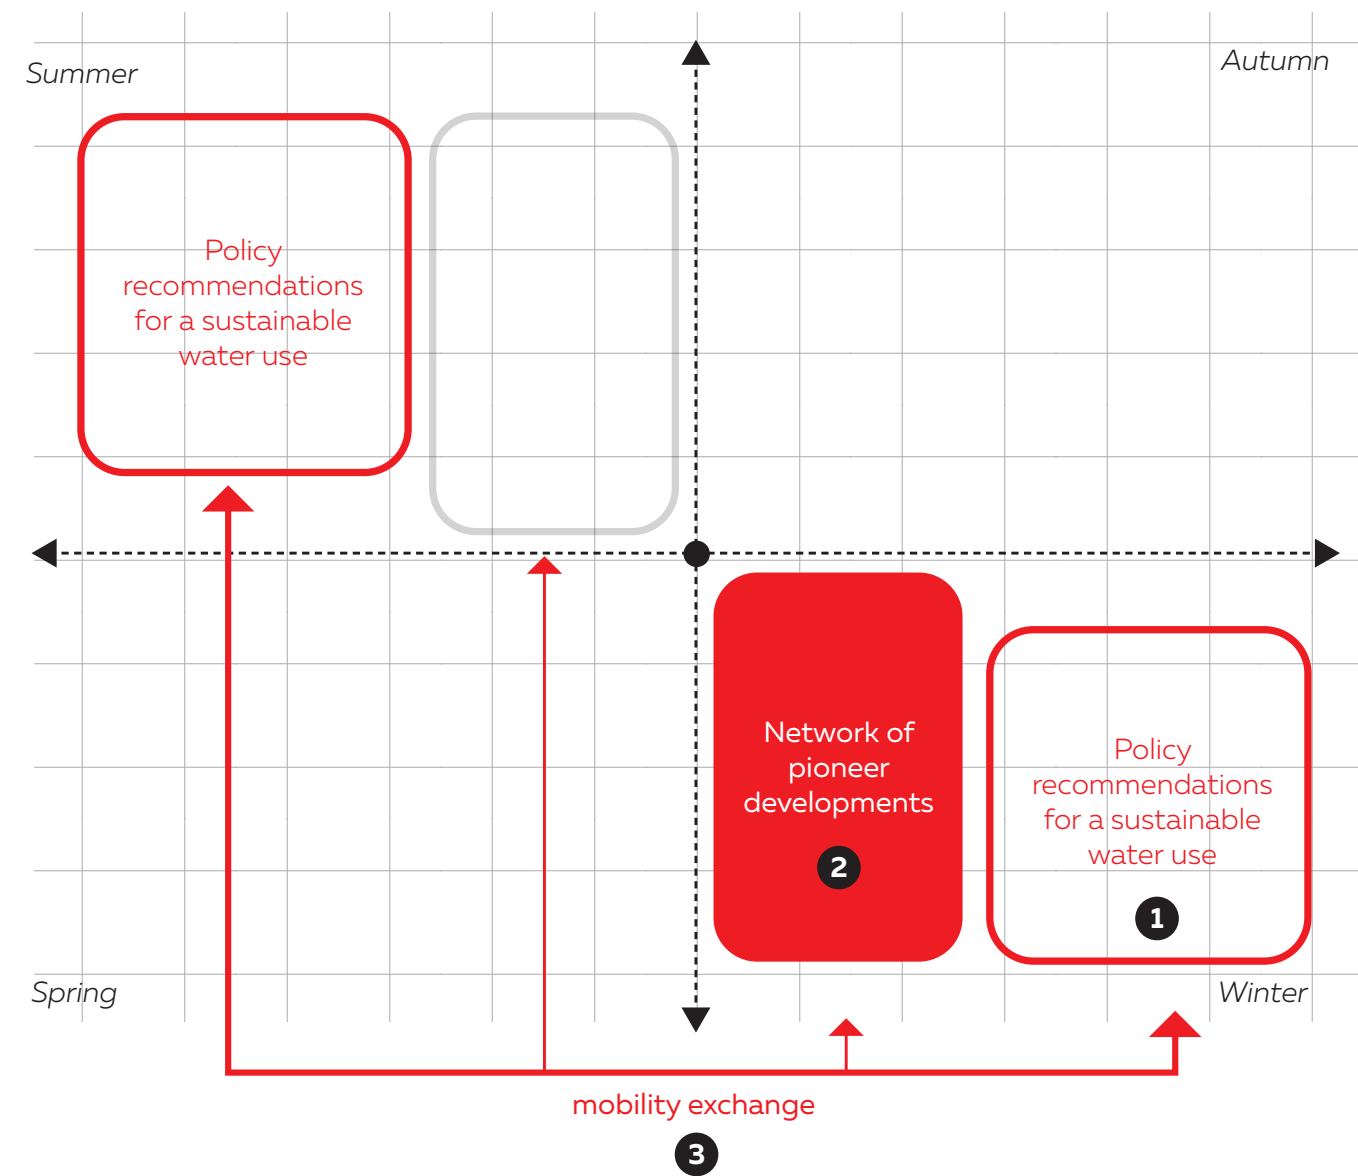 Summer
Autumn
Policy
recommendations
for a sustainable
water use
Network of
pioneer
developments
2
Policy
recommendations
for a sustainable
water use
1
Spring
Winter
mobility exchange
3